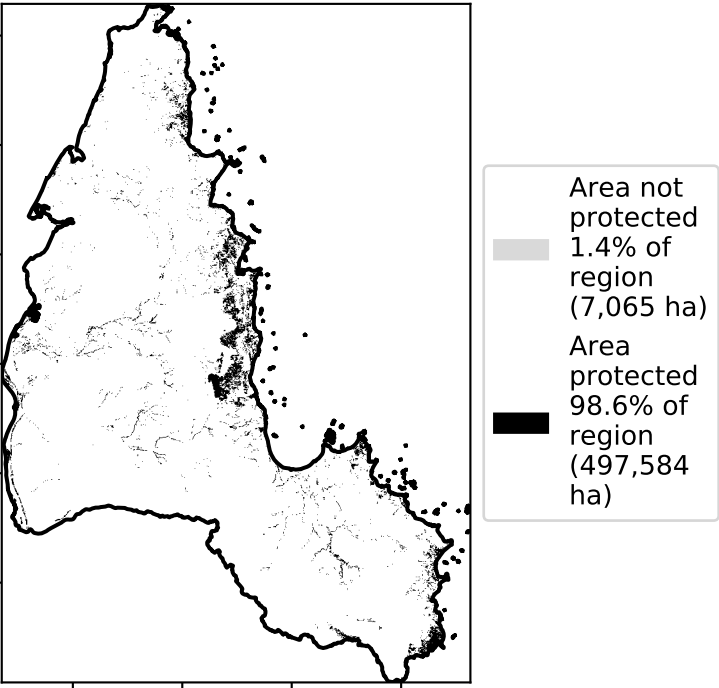 Area not
protected
1.4% of
region
(7,065 ha)
Area
protected
98.6% of
region
(497,584
ha)